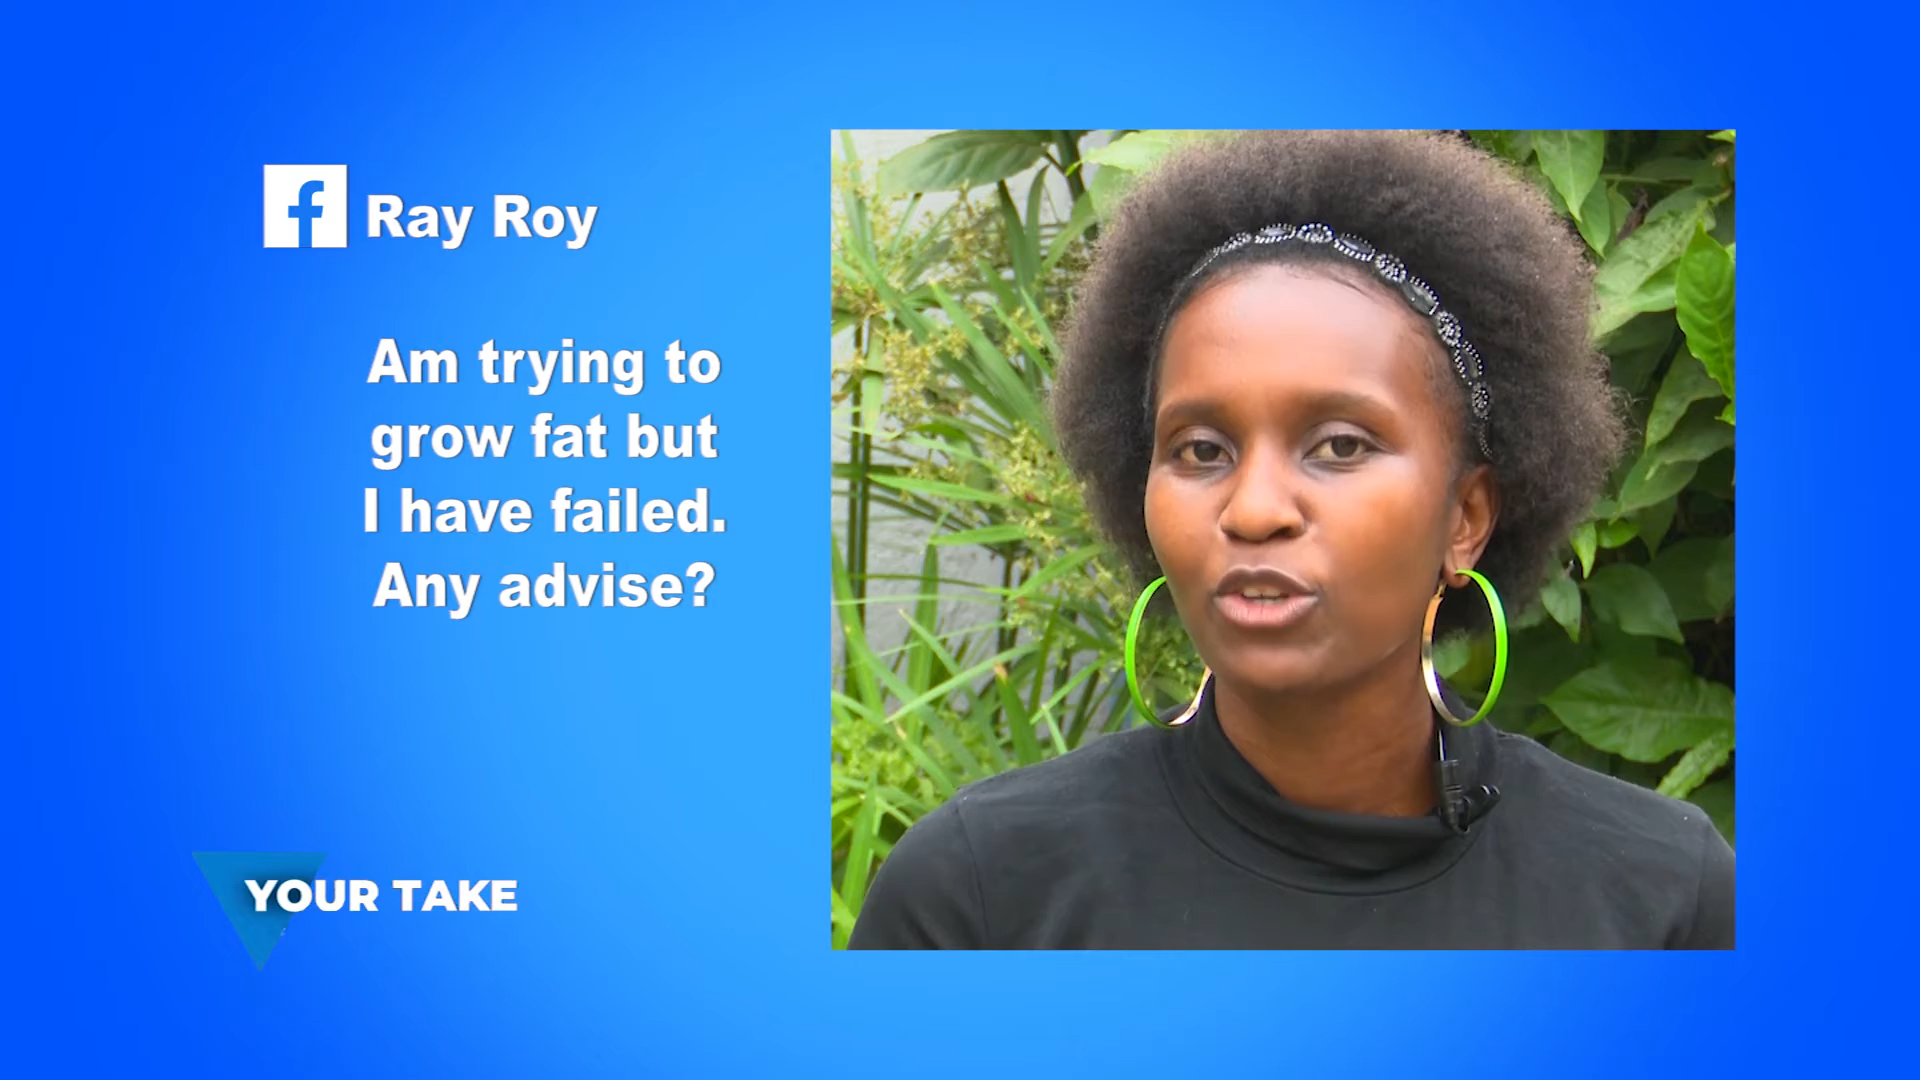 Ray Roy
Am trying to
grow fat but
I have failed.
Any advise?
YOUR TAKE